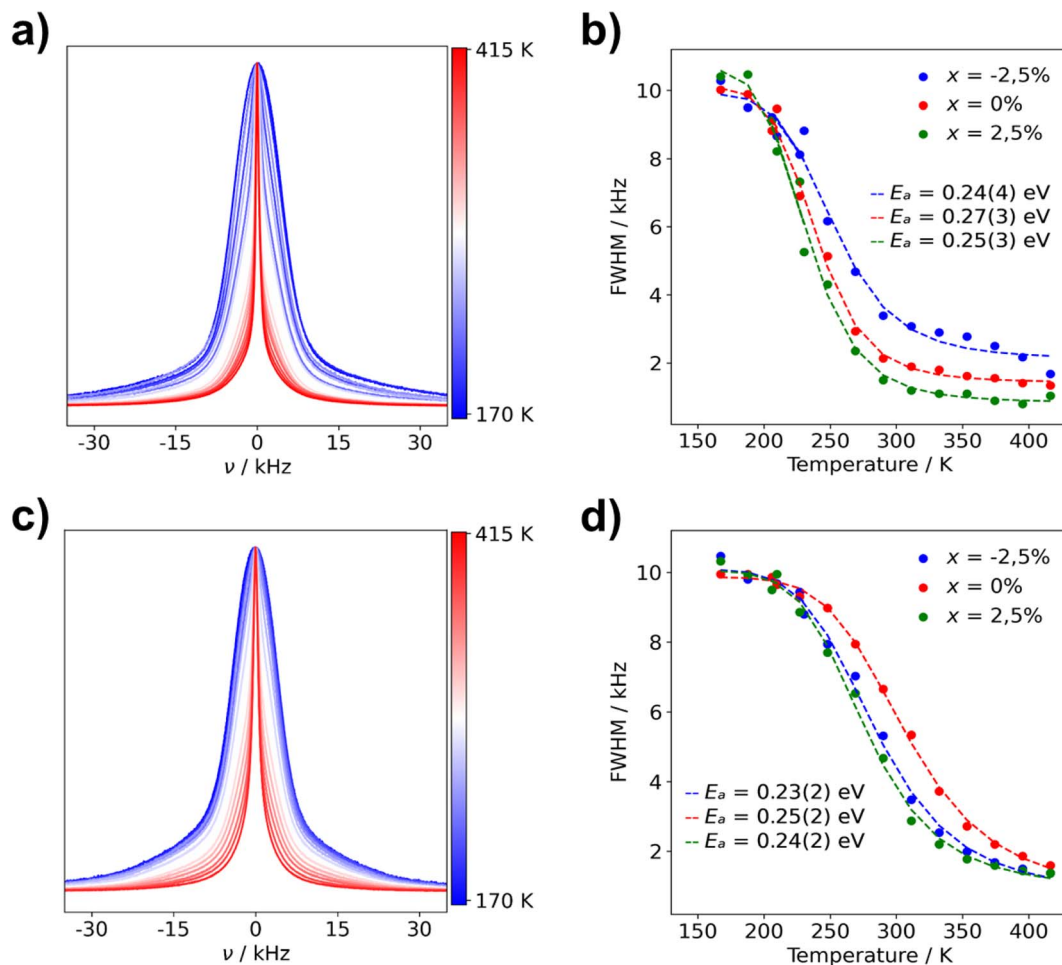 a)
415 K
170 K
-30 -15 0 15 30
ν / kHz
b)
FWHM / kHz
10
8
6
4
2
x = -2,5%
x = 0%
x = 2,5%
Eₐ = 0.24(4) eV
Eₐ = 0.27(3) eV
Eₐ = 0.25(3) eV
150 200 250 300 350 400
Temperature / K
c)
415 K
170 K
-30 -15 0 15 30
ν / kHz
d)
FWHM / kHz
10
8
6
4
2
x = -2,5%
x = 0%
x = 2,5%
Eₐ = 0.23(2) eV
Eₐ = 0.25(2) eV
Eₐ = 0.24(2) eV
150 200 250 300 350 400
Temperature / K